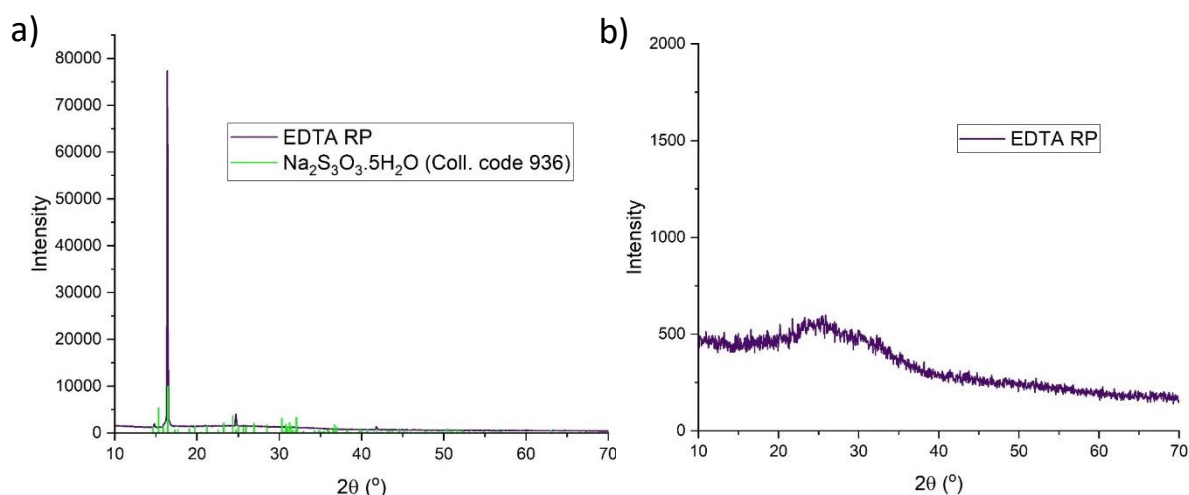 a)
80000
70000
60000
50000
40000
30000
20000
10000
0
Intensity
10 20 30 40 50 60 70
2θ (°)
EDTA RP
Na₂S₃O₃.5H₂O (Coll. code 936)
b)
2000
1500
1000
500
0
Intensity
10 20 30 40 50 60 70
2θ (°)
EDTA RP